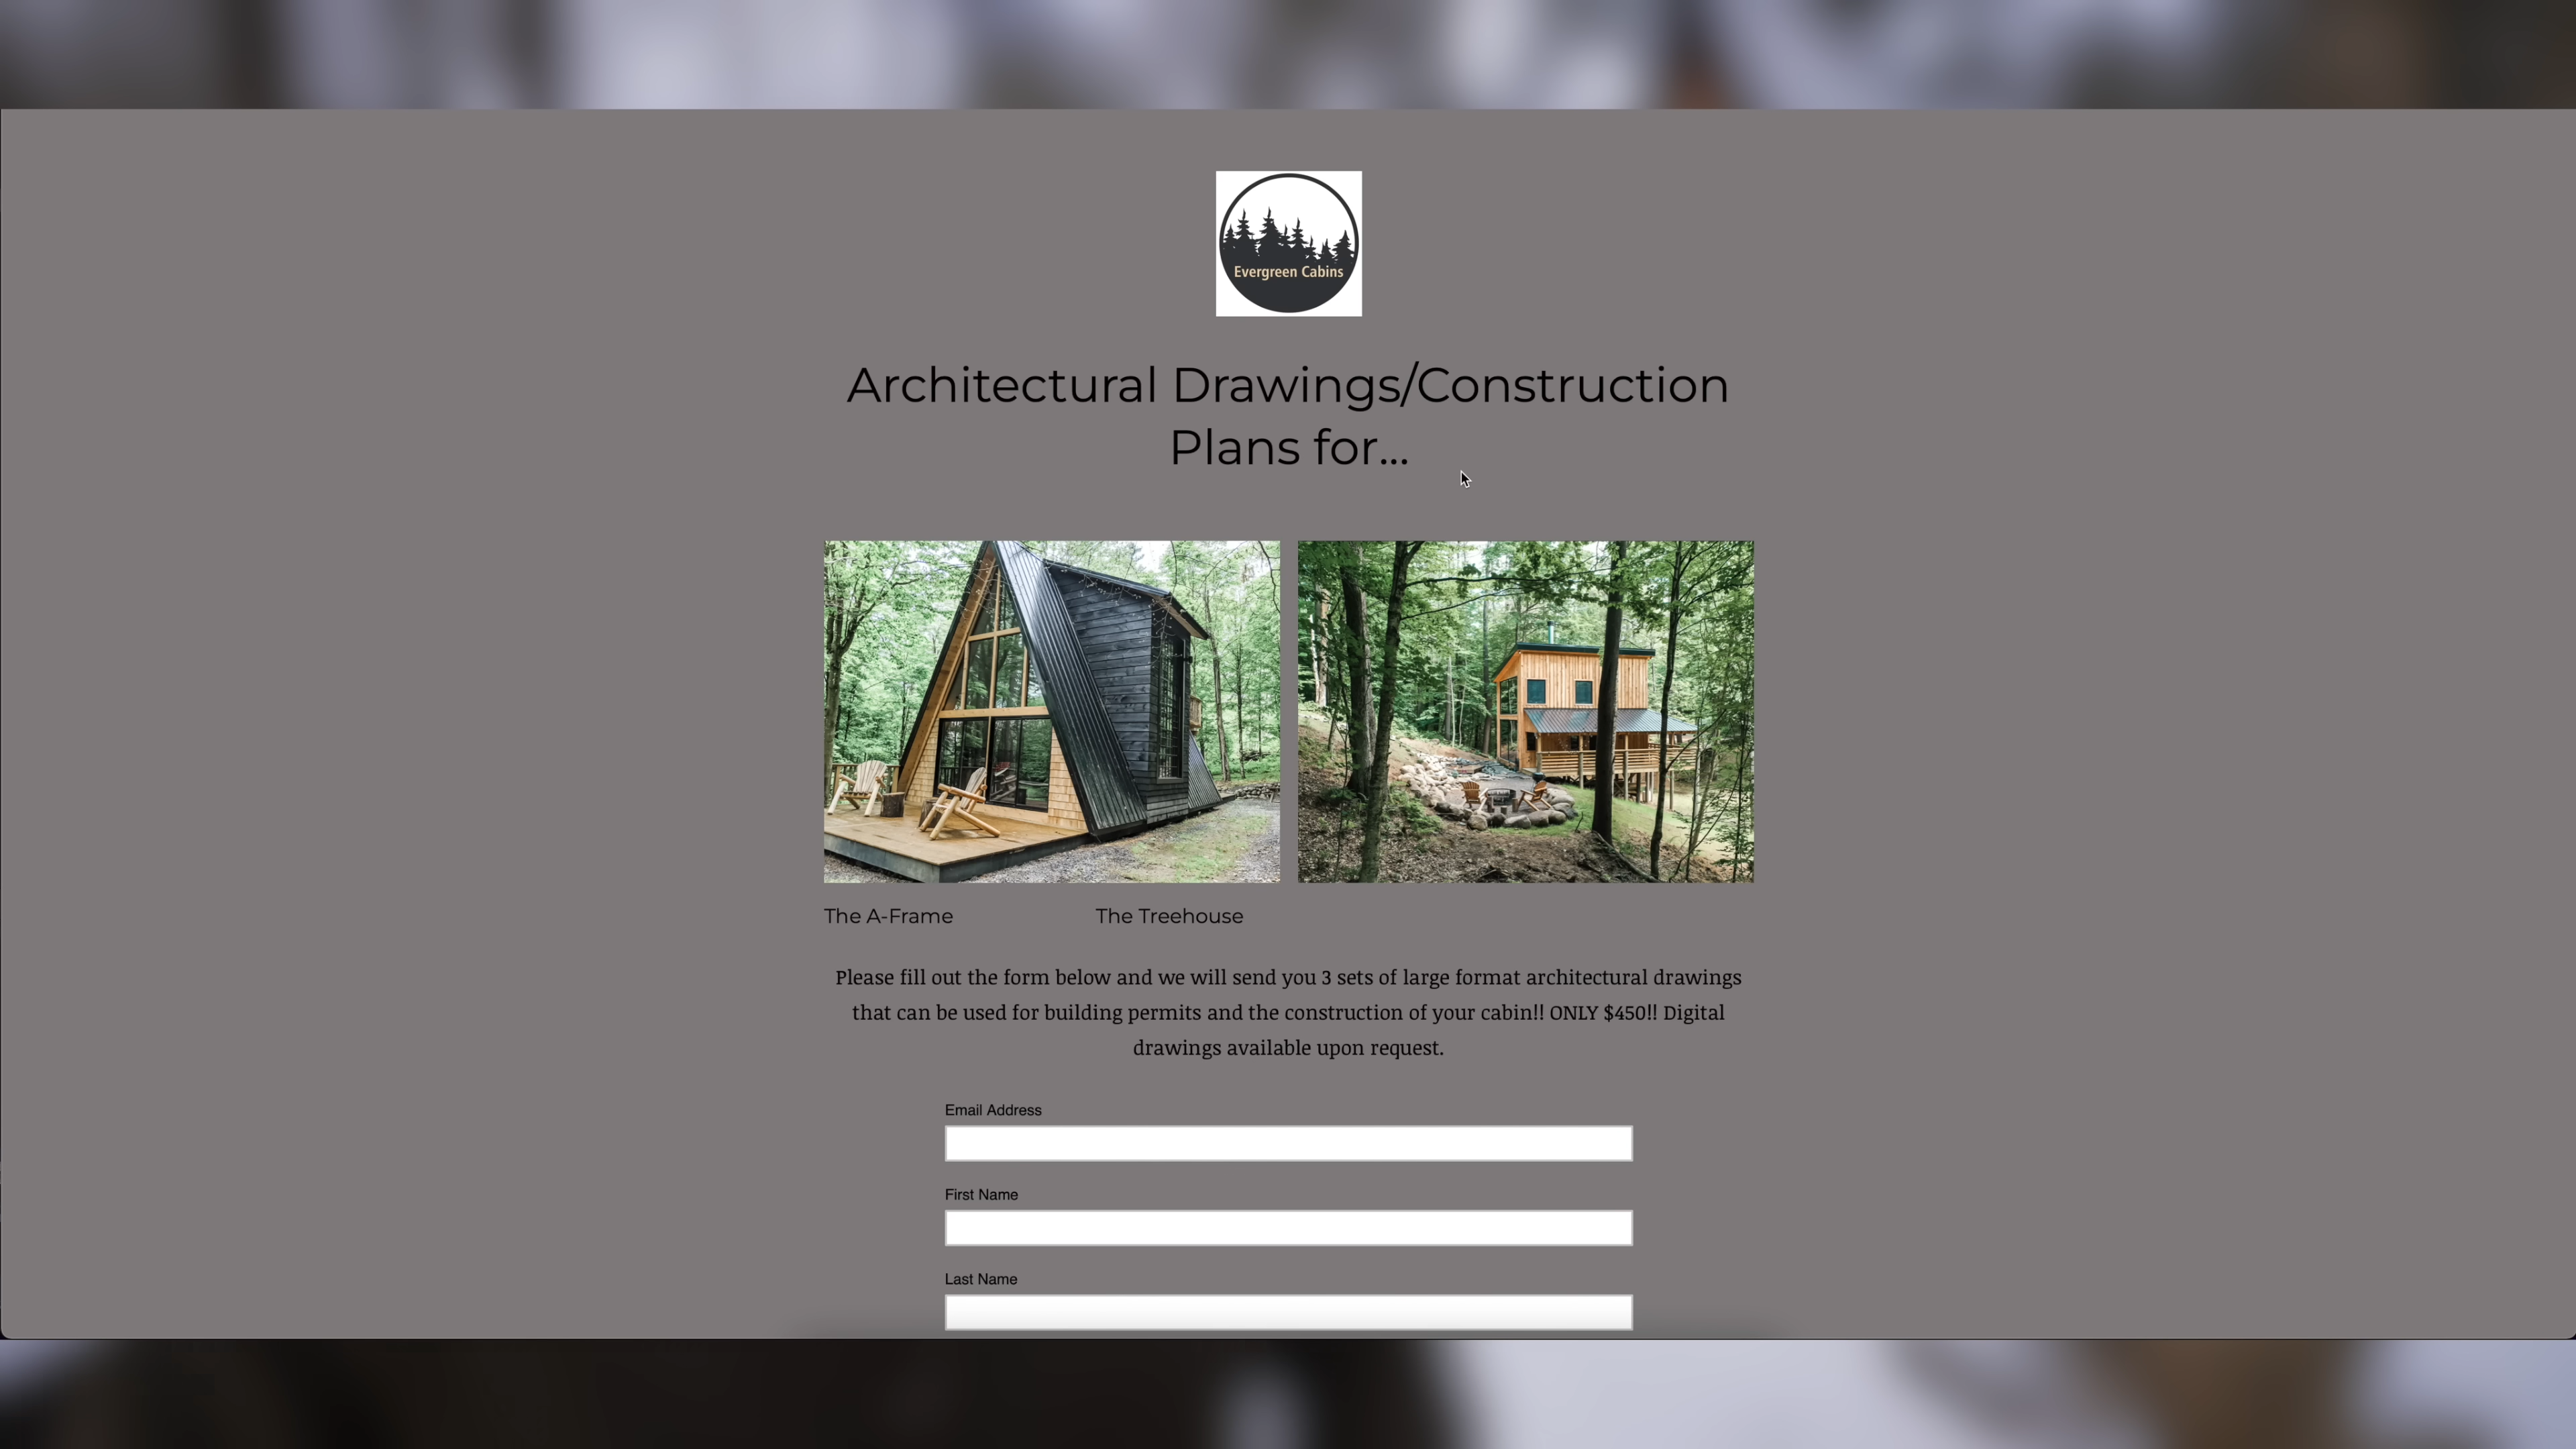 Evergreen Cabins
Architectural Drawings/Construction
Plans for...
The A-Frame
The Treehouse
Please fill out the form below and we will send you 3 sets of large format architectural drawings
that can be used for building permits and the construction of your cabin!! ONLY $450!! Digital
drawings available upon request.
Email Address
First Name
Last Name